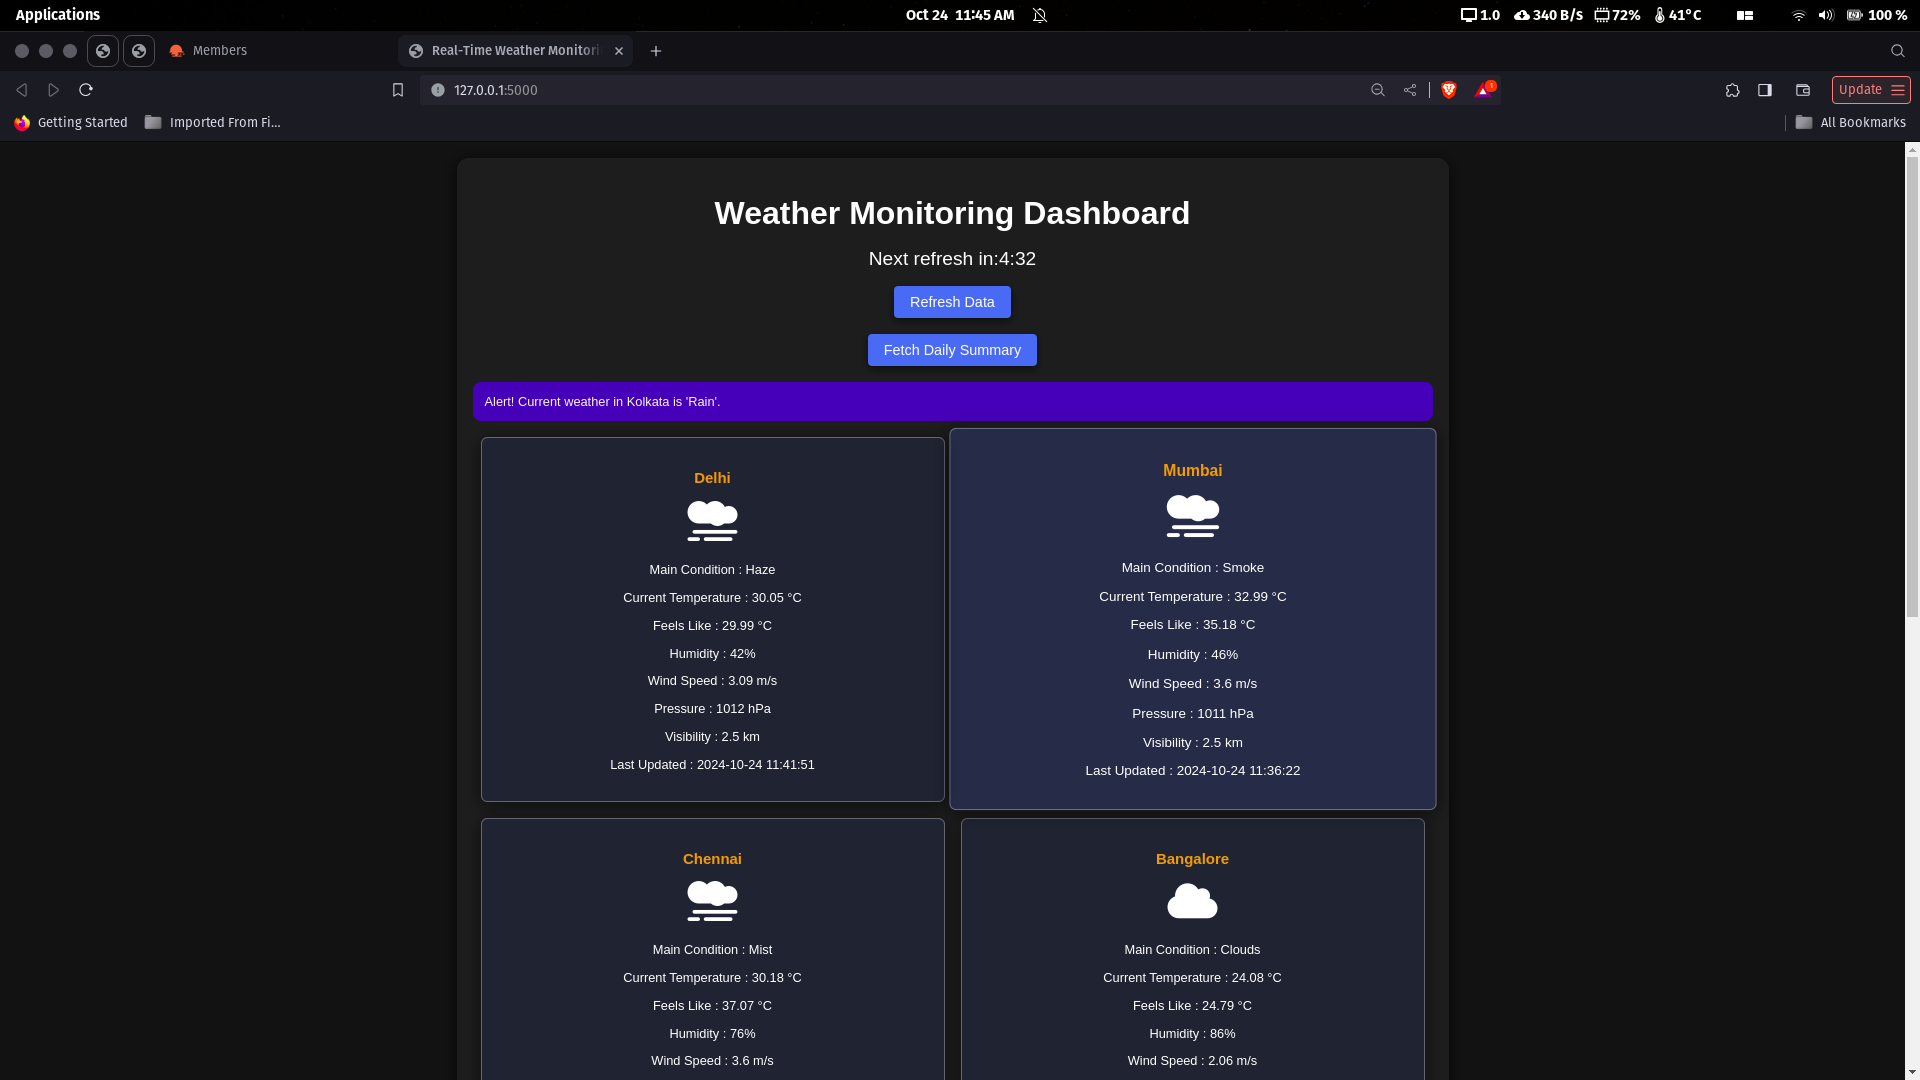 Applications
Oct 24 11:45 AM
1.0 340 B/s 72% 41°C 100 %
Members
Real-Time Weather Monitori
127.0.0.1:5000
1
Update
Getting Started
Imported From Fi...
All Bookmarks
Weather Monitoring Dashboard
Next refresh in:4:32
Refresh Data
Fetch Daily Summary
Alert! Current weather in Kolkata is 'Rain'.
Delhi
Main Condition : Haze
Current Temperature : 30.05 °C
Feels Like : 29.99 °C
Humidity : 42%
Wind Speed : 3.09 m/s
Pressure : 1012 hPa
Visibility : 2.5 km
Last Updated : 2024-10-24 11:41:51
Mumbai
Main Condition : Smoke
Current Temperature : 32.99 °C
Feels Like : 35.18 °C
Humidity : 46%
Wind Speed : 3.6 m/s
Pressure : 1011 hPa
Visibility : 2.5 km
Last Updated : 2024-10-24 11:36:22
Chennai
Main Condition : Mist
Current Temperature : 30.18 °C
Feels Like : 37.07 °C
Humidity : 76%
Wind Speed : 3.6 m/s
Bangalore
Main Condition : Clouds
Current Temperature : 24.08 °C
Feels Like : 24.79 °C
Humidity : 86%
Wind Speed : 2.06 m/s